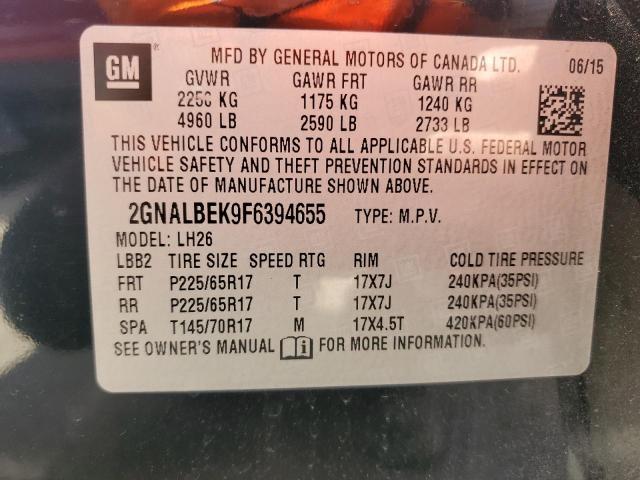 GM
MFD BY GENERAL MOTORS OF CANADA LTD. 06/15
GVWR GAWR FRT GAWR RR
2250 KG 1175 KG 1240 KG
4960 LB 2590 LB 2733 LB
THIS VEHICLE CONFORMS TO ALL APPLICABLE U.S. FEDERAL MOTOR
VEHICLE SAFETY AND THEFT PREVENTION STANDARDS IN EFFECT ON
THE DATE OF MANUFACTURE SHOWN ABOVE.
2GNALBEK9F6394655 TYPE: M.P.V.
MODEL: LH26
LBB2 TIRE SIZE SPEED RTG RIM COLD TIRE PRESSURE
FRT P225/65R17 T 17X7J 240KPA(35PSI)
RR P225/65R17 T 17X7J 240KPA(35PSI)
SPA T145/70R17 M 17X4.5T 420KPA(60PSI)
SEE OWNER'S MANUAL FOR MORE INFORMATION.